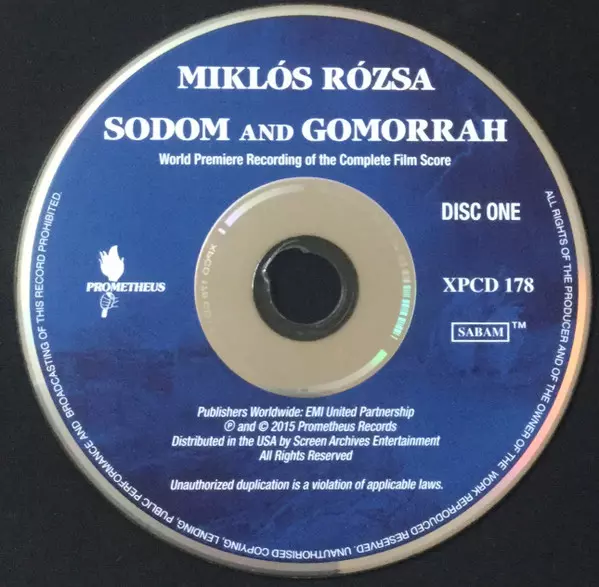 MIKLÓS RÓZSA
SODOM AND GOMORRAH
World Premiere Recording of the Complete Film Score
DISC ONE
PROMETHEUS
XPCD 178
SABAM™
Publishers Worldwide: EMI United Partnership
℗ and © 2015 Prometheus Records
Distributed in the USA by Screen Archives Entertainment
All Rights Reserved
Unauthorized duplication is a violation of applicable laws.
ALL RIGHTS OF THE PRODUCER AND OF THE OWNER OF THE WORK REPRODUCED RESERVED. UNAUTHORISED COPYING, LENDING, PUBLIC PERFORMANCE AND BROADCASTING OF THIS RECORD PROHIBITED.